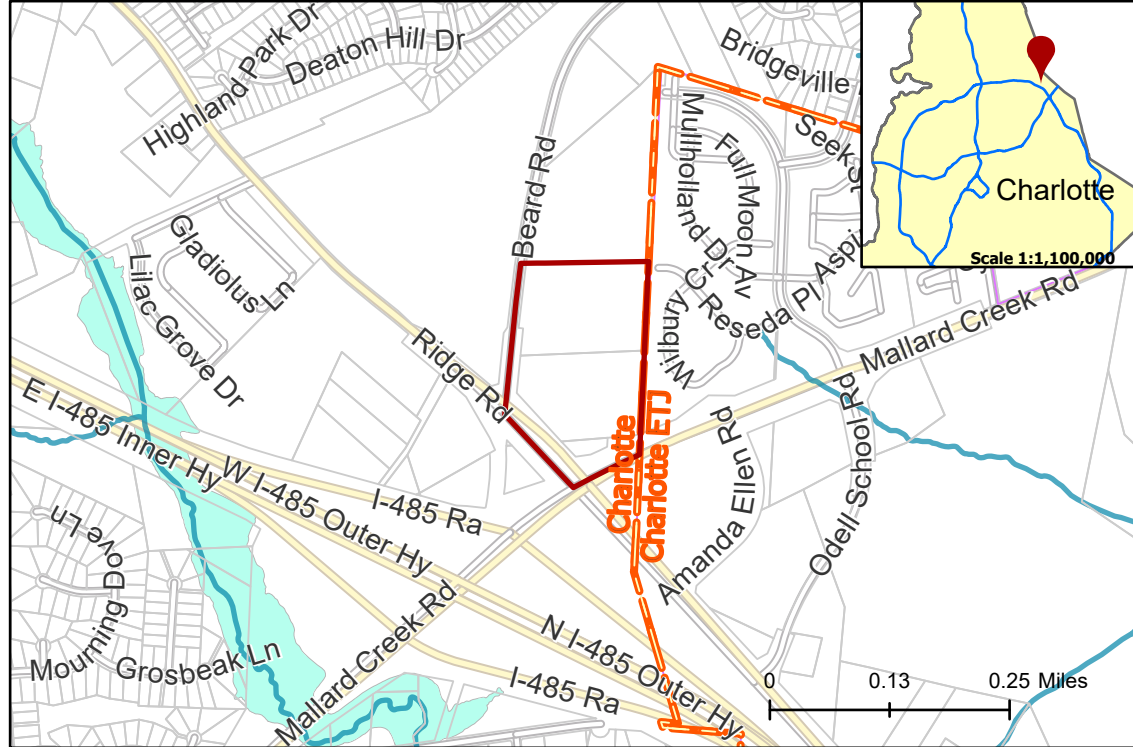 Highland Park Dr
Deaton Hill Dr
Bridgeville
Seek
Beard Rd
Mullholland Dr
Full Moon Av
Charlotte
Scale 1:1,100,000
Gladiolus Ln
Lilac Grove Dr
Wilbury Cr
Reseda Pl
Aspi
Mallard Creek Rd
Ridge Rd
E I-485 Inner Hy
W I-485 Outer Hy
I-485 Ra
Charlotte
Charlotte ETJ
Amanda Ellen Rd
Odell-School Rd
Mourning Dove Ln
Grosbeak Ln
Mallard Creek Rd
N I-485 Outer Hy
I-485 Ra
0 0.13 0.25 Miles